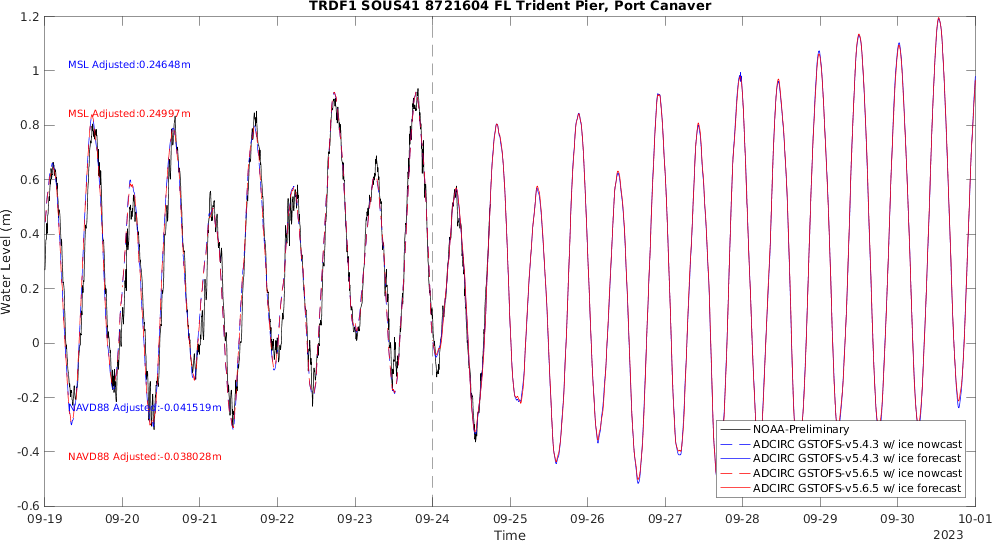 TRDF1 SOUS41 8721604 FL Trident Pier, Port Canaver
1.2
1
0.8
0.6
0.4
0.2
0
-0.2
-0.4
-0.6
Water Level (m)
MSL Adjusted:0.24648m
MSL Adjusted:0.24997m
NAVD88 Adjusted:-0.041519m
NAVD88 Adjusted:-0.038028m
NOAA-Preliminary
ADCIRC GSTOFS-v5.4.3 w/ ice nowcast
ADCIRC GSTOFS-v5.4.3 w/ ice forecast
ADCIRC GSTOFS-v5.6.5 w/ ice nowcast
ADCIRC GSTOFS-v5.6.5 w/ ice forecast
09-19 09-20 09-21 09-22 09-23 09-24 09-25 09-26 09-27 09-28 09-29 09-30 10-01
Time
2023